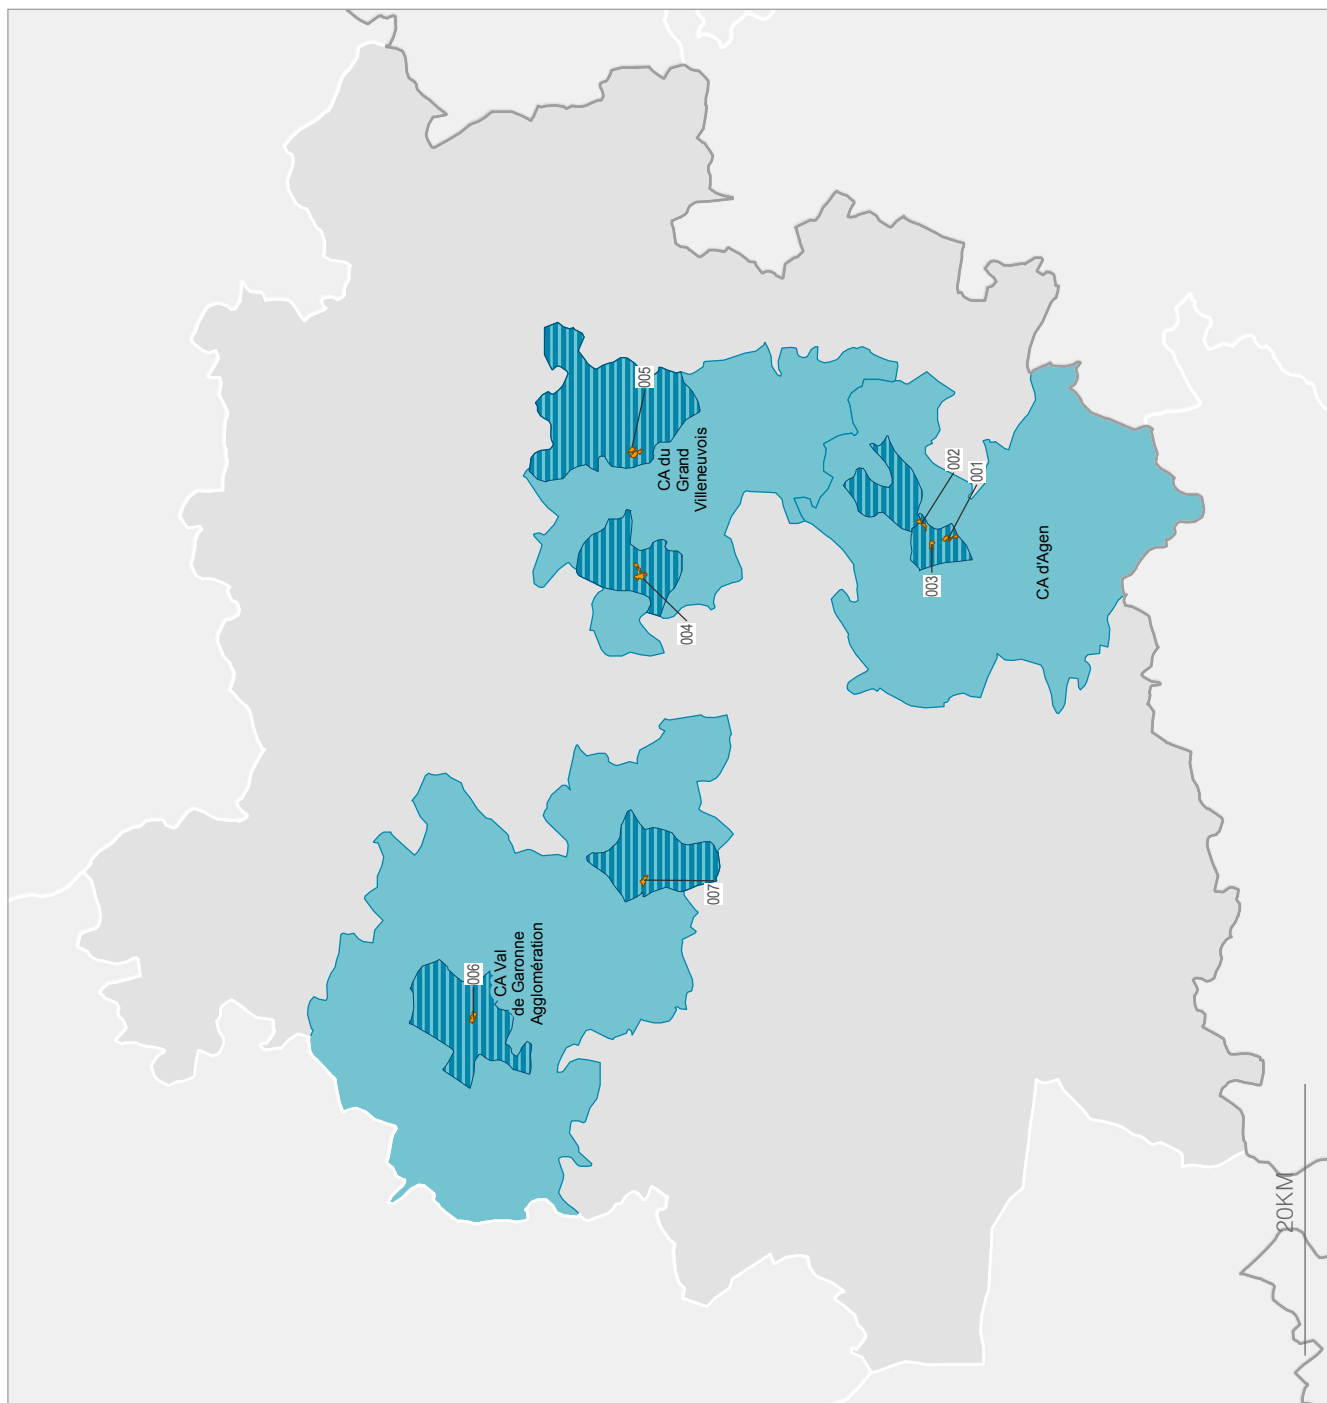 005
CA du
Grand
Villeneuvois
002
001
003
CA d'Agen
004
007
006
CA Val
de Garonne
Agglomération
20KM